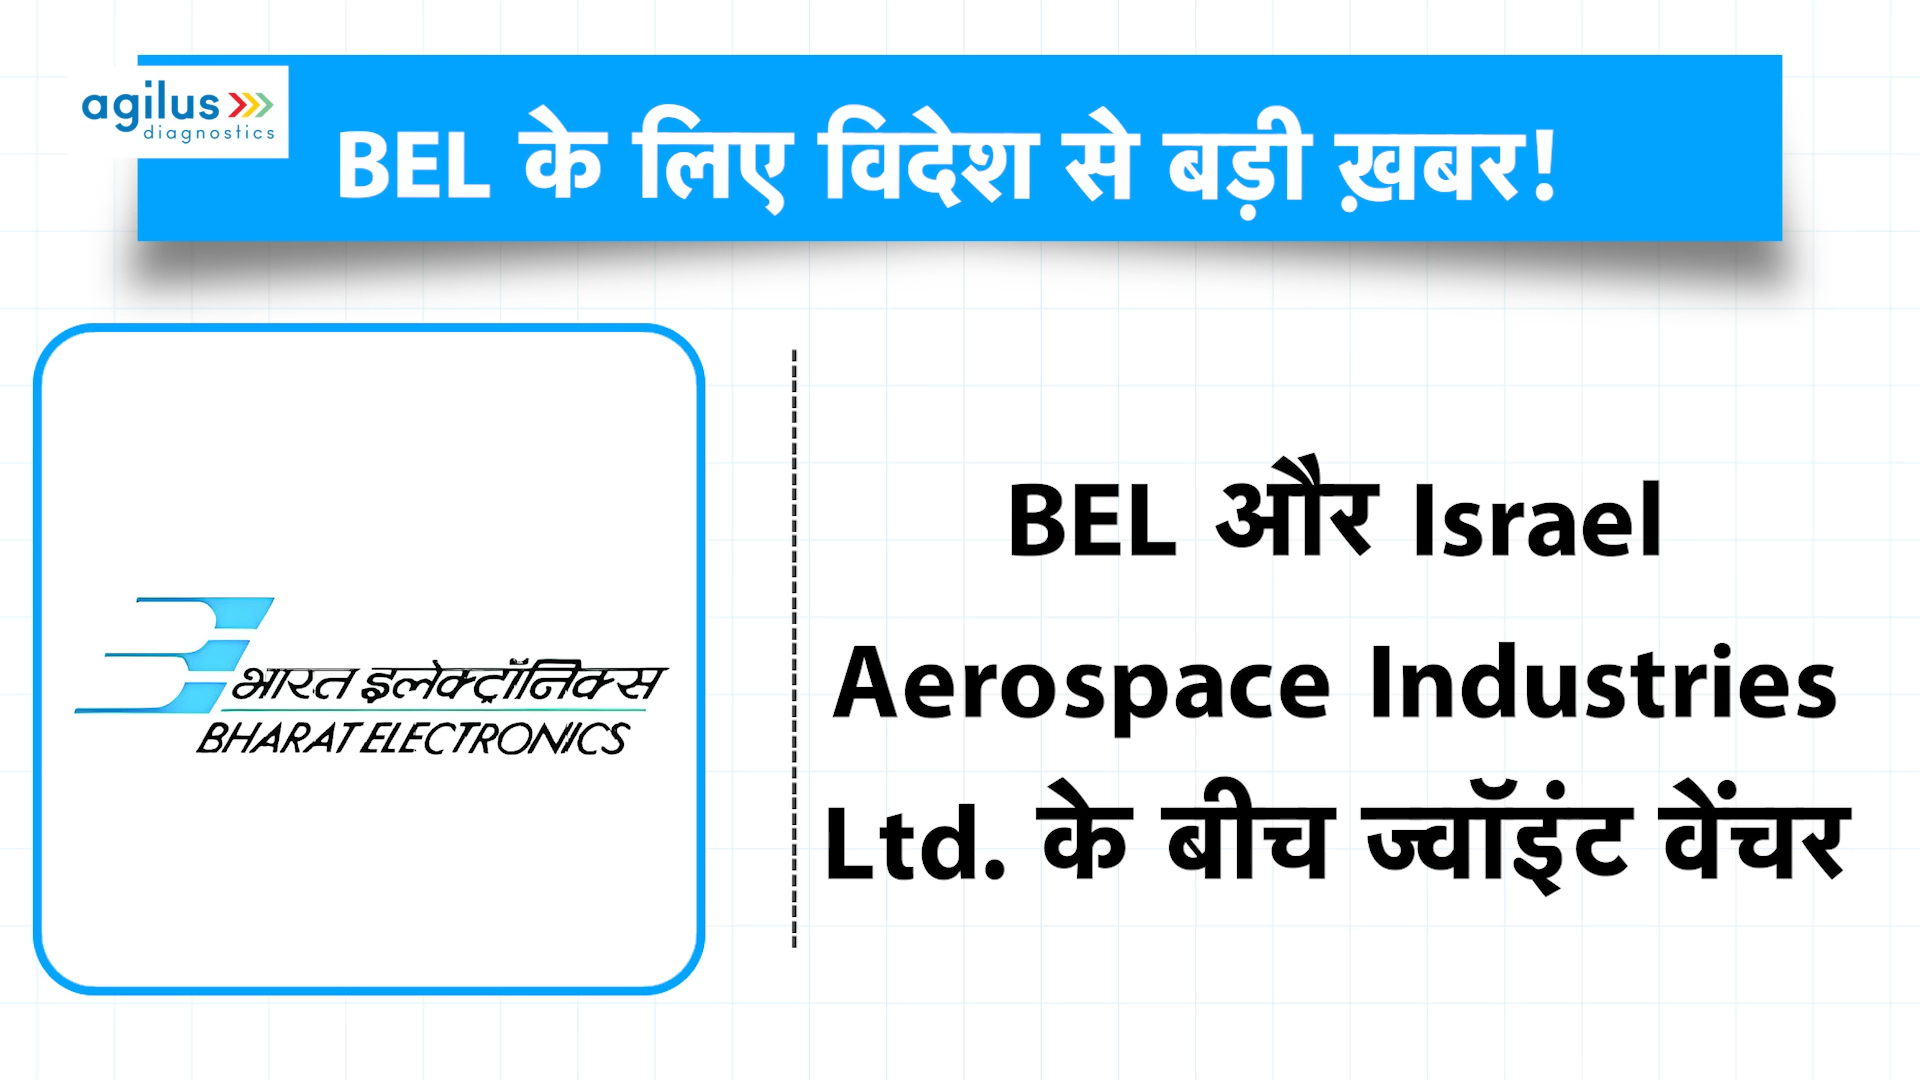 agilus
diagnostics
BEL के लिए विदेश से बड़ी ख़बर!
भारत इलेक्ट्रॉनिक्स
BHARAT ELECTRONICS
BEL और Israel
Aerospace Industries
Ltd. के बीच ज्वॉइंट वेंचर